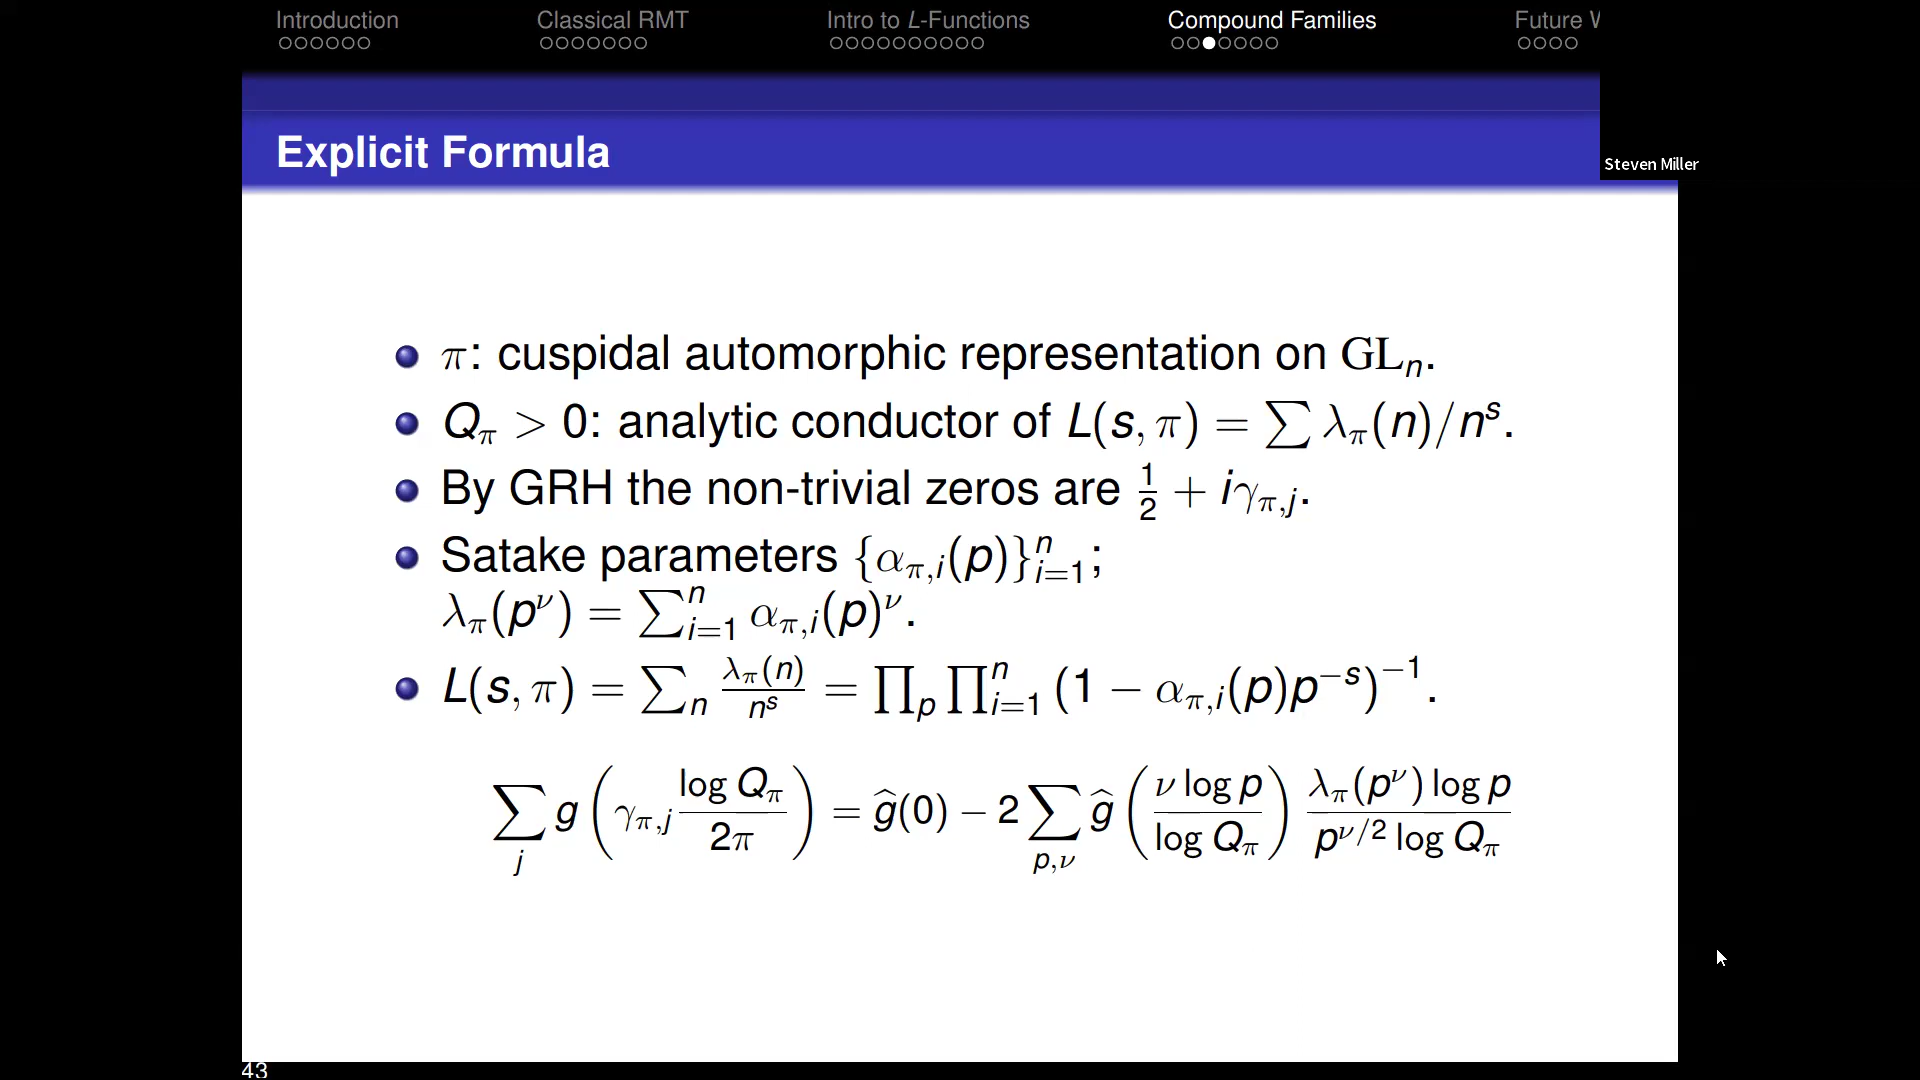 Introduction Classical RMT Intro to L-Functions Compound Families Future W
Explicit Formula
Steven Miller
π: cuspidal automorphic representation on GLₙ.
Q_π > 0: analytic conductor of L(s, π) = ∑ λ_π(n)/n^s.
By GRH the non-trivial zeros are 1/2 + iγ_{π,j}.
Satake parameters {α_{π,i}(p)}_{i=1}^{n};
λ_π(p^ν) = ∑_{i=1}^{n} α_{π,i}(p)^ν.
L(s, π) = ∑_n λ_π(n)/n^s = ∏_p ∏_{i=1}^{n} (1 − α_{π,i}(p)p^{−s})^{−1}.
∑_j g(γ_{π,j} log Q_π / 2π) = ĝ(0) − 2 ∑_{p,ν} ĝ(ν log p / log Q_π) λ_π(p^ν) log p / p^{ν/2} log Q_π
43